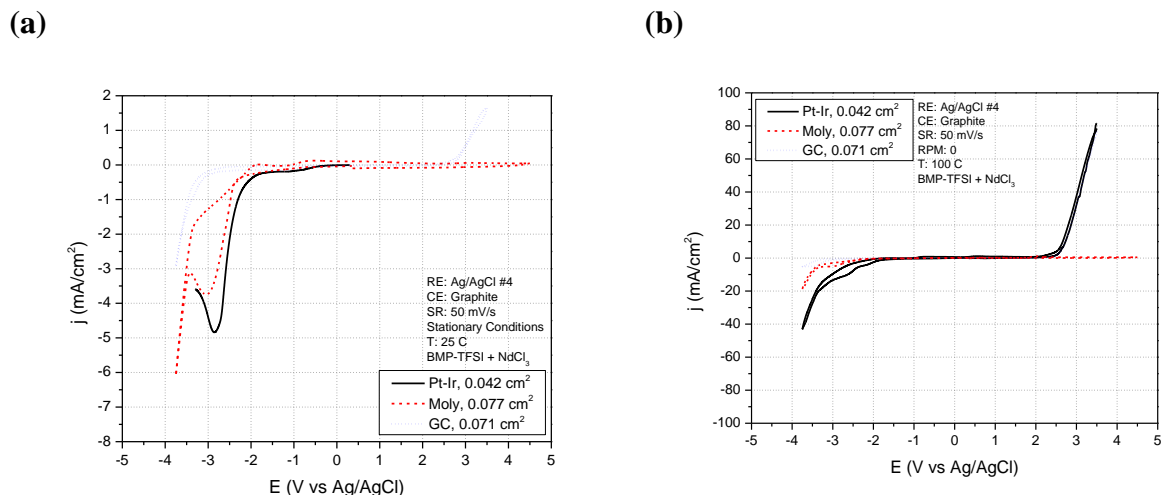 (a)
(b)
2
1
0
-1
-2
-3
-4
-5
-6
-7
-8
j (mA/cm²)
RE: Ag/AgCl #4
CE: Graphite
SR: 50 mV/s
Stationary Conditions
T: 25 C
BMP-TFSI + NdCl₃
Pt-Ir, 0.042 cm²
Moly, 0.077 cm²
GC, 0.071 cm²
-5 -4 -3 -2 -1 0 1 2 3 4 5
E (V vs Ag/AgCl)
100
80
60
40
20
0
-20
-40
-60
-80
-100
j (mA/cm²)
Pt-Ir, 0.042 cm²
Moly, 0.077 cm²
GC, 0.071 cm²
RE: Ag/AgCl #4
CE: Graphite
SR: 50 mV/s
RPM: 0
T: 100 C
BMP-TFSI + NdCl₃
-5 -4 -3 -2 -1 0 1 2 3 4 5
E (V vs Ag/AgCl)